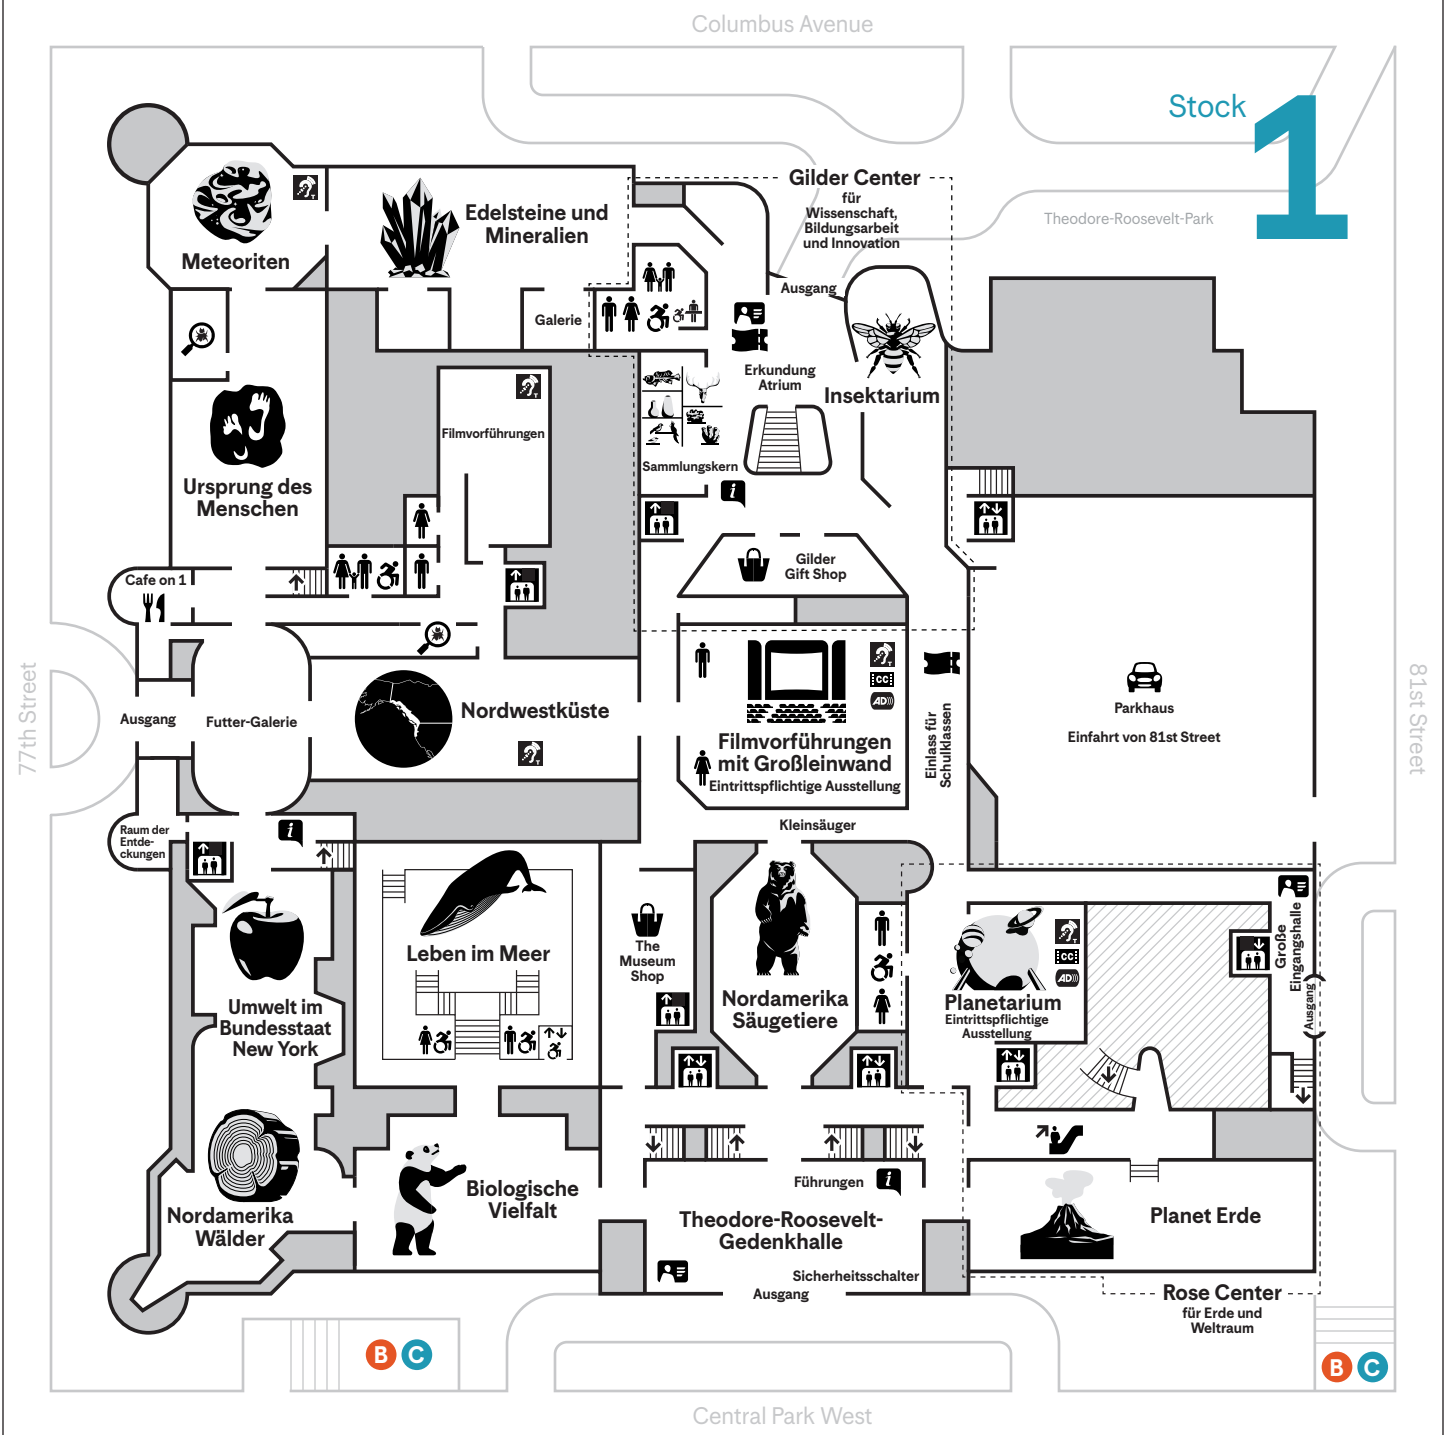 Columbus Avenue
Stock
1
Gilder Center
für
Wissenschaft,
Bildungsarbeit
und Innovation
Theodore-Roosevelt-Park
Edelsteine und
Mineralien
Meteoriten
Ausgang
Galerie
Erkundung
Atrium
Insektarium
Filmvorführungen
Sammlungskern
i
Ursprung des
Menschen
Gilder
Gift Shop
Cafe on 1
77th Street
Ausgang
Futter-Galerie
Nordwestküste
CC
AD
Filmvorführungen
mit Großleinwand
Eintrittspflichtige Ausstellung
Einlass für
Schulklassen
Parkhaus
Einfahrt von 81st Street
81st Street
Kleinsäuger
Raum der
Entde-
ckungen
i
Leben im Meer
The
Museum
Shop
Nordamerika
Säugetiere
CC
AD
Planetarium
Eintrittspflichtige
Ausstellung
Große
Eingangshalle
Ausgang
Umwelt im
Bundesstaat
New York
Nordamerika
Wälder
Biologische
Vielfalt
Führungen
i
Theodore-Roosevelt-
Gedenkhalle
Sicherheitsschalter
Ausgang
Planet Erde
Rose Center
für Erde und
Weltraum
B C
B C
Central Park West